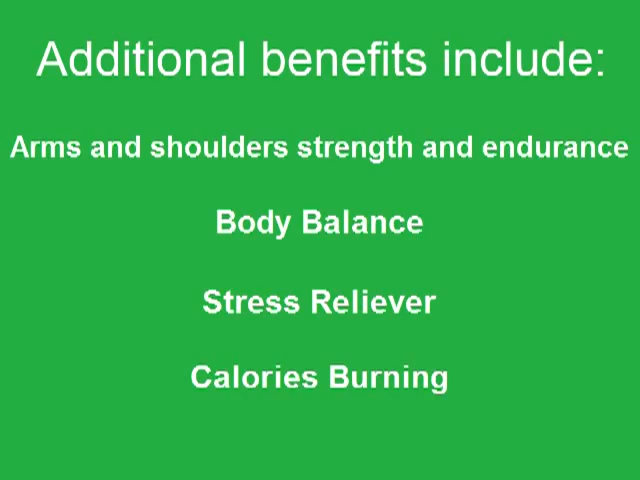 Additional benefits include:
Arms and shoulders strength and endurance
Body Balance
Stress Reliever
Calories Burning